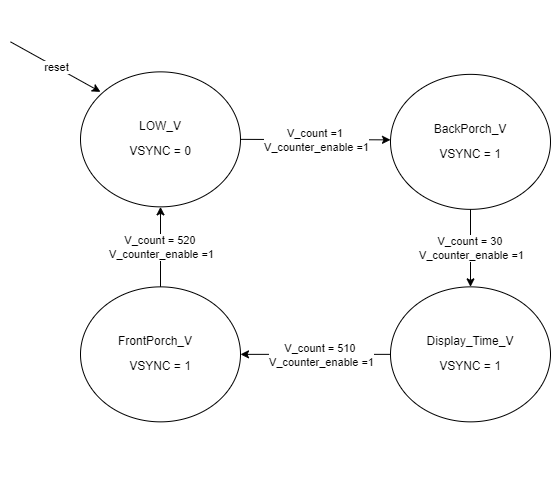 reset
LOW_V
VSYNC = 0
V_count =1
V_counter_enable =1
BackPorch_V
VSYNC = 1
V_count = 520
V_counter_enable =1
V_count = 30
V_counter_enable =1
FrontPorch_V
VSYNC = 1
V_count = 510
V_counter_enable =1
Display_Time_V
VSYNC = 1